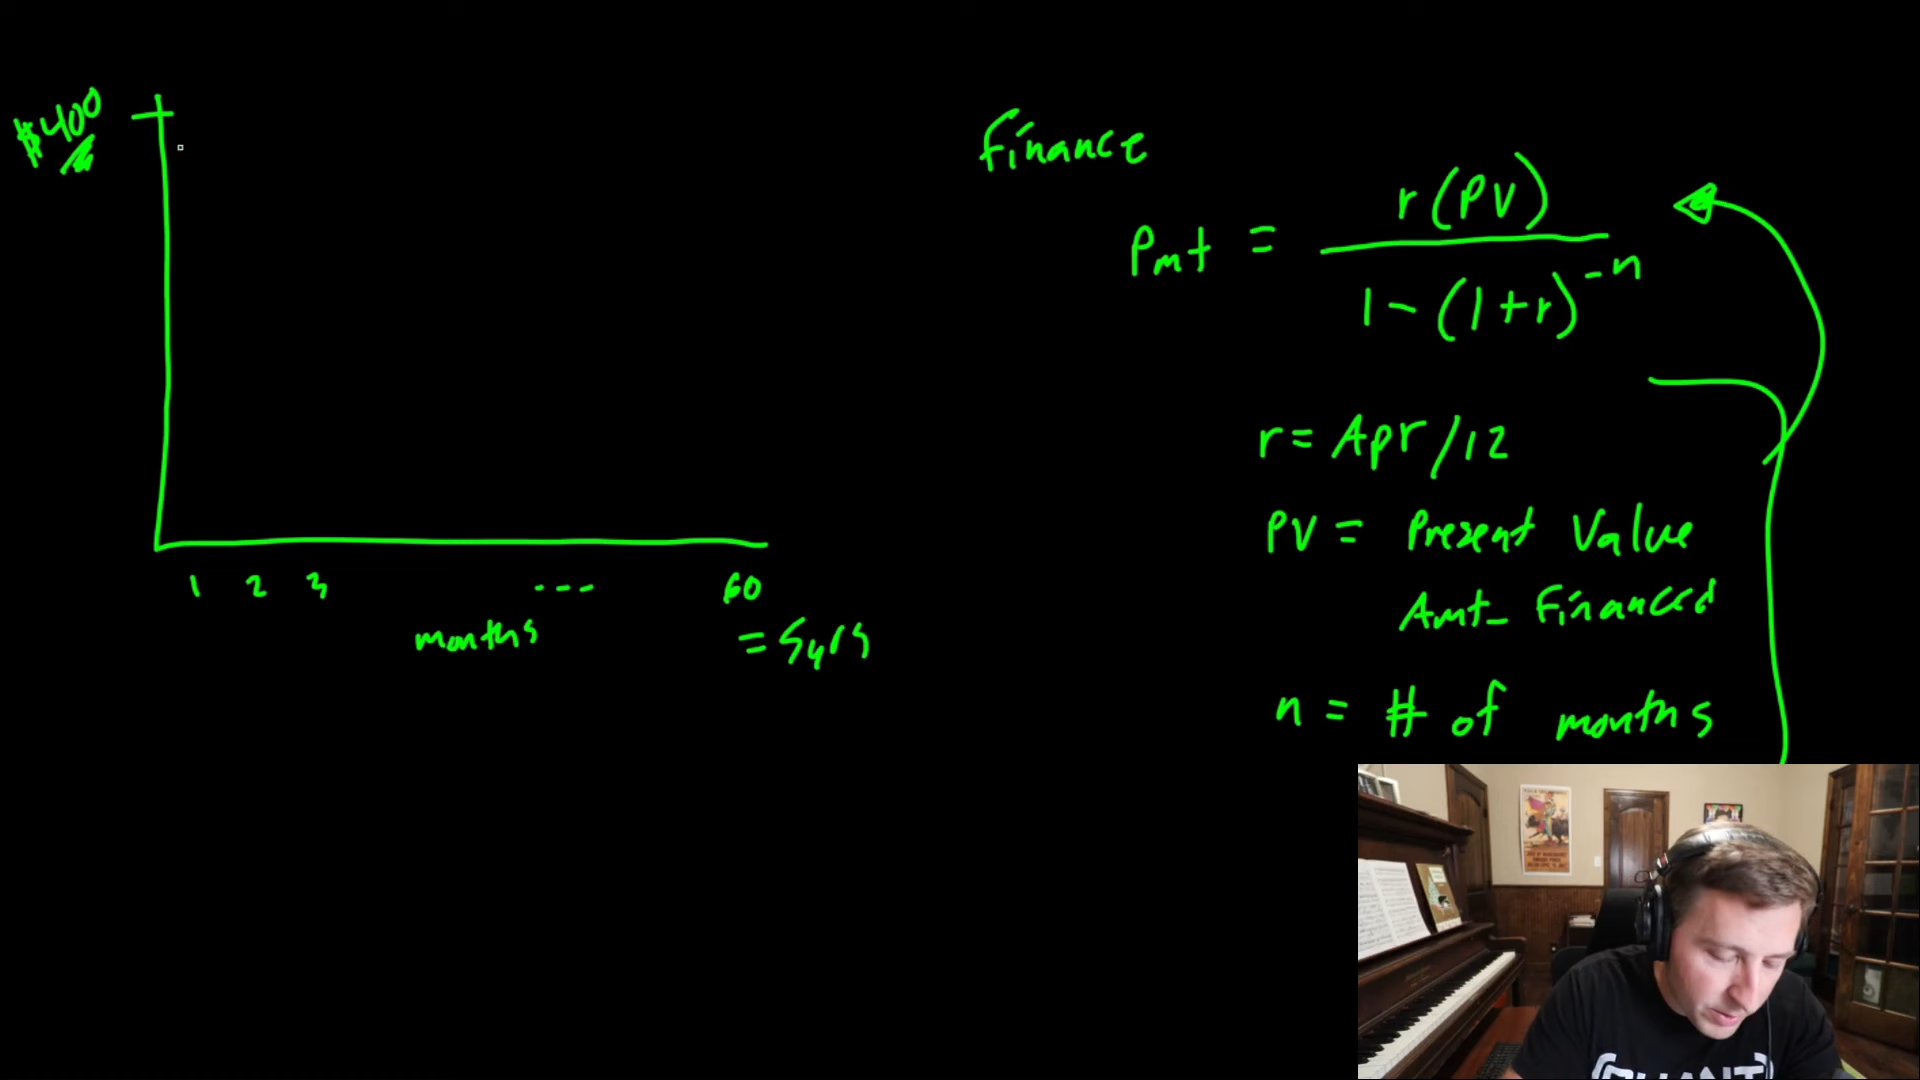 $400
1 2 3 --- 60
months = 5yrs
Finance
Pmt = r(PV) / 1-(1+r)^-n
r = Apr/12
PV = Present Value
Amt_ Financed
n = # of months